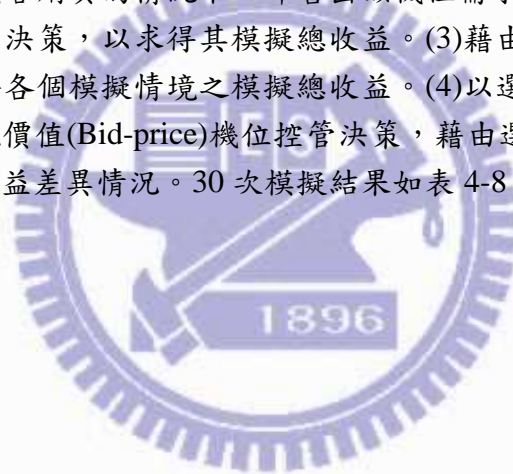 決策,以求得其模擬總收益。(3)藉由
各個模擬情境之模擬總收益。(4)以選
價值(Bid-price)機位控管決策,藉由選
益差異情況。30 次模擬結果如表 4-8
1896